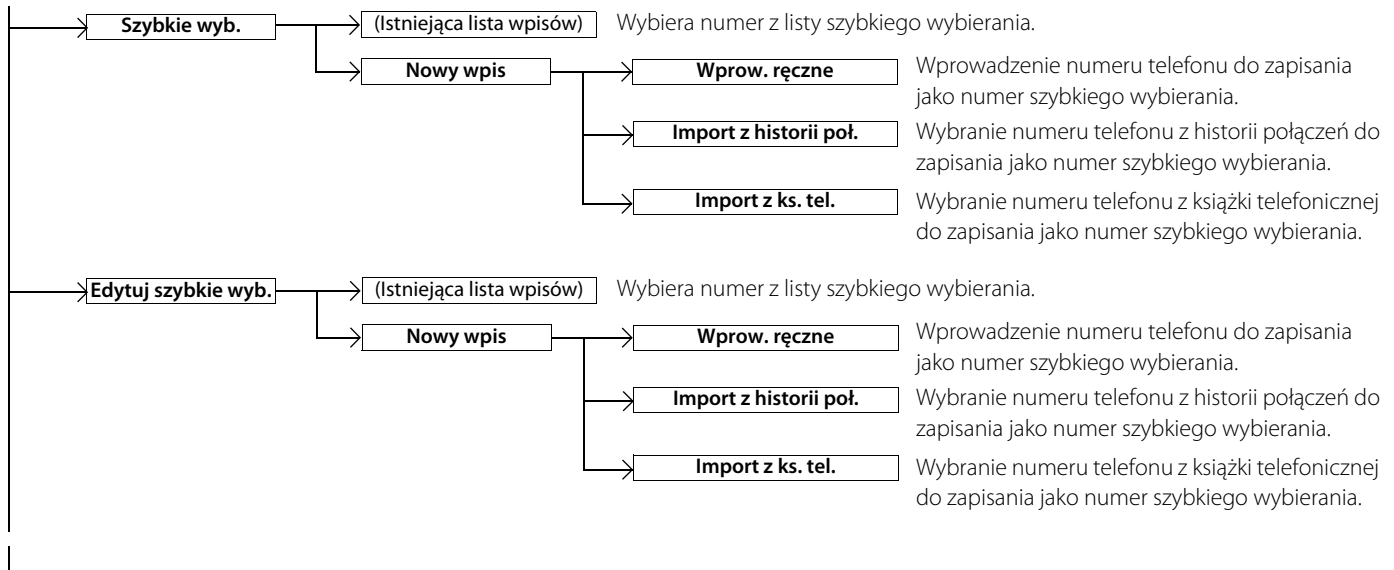 Szybkie wyb.
(Istniejąca lista wpisów)
Wybiera numer z listy szybkiego wybierania.
Nowy wpis
Wprow. ręczne
Wprowadzenie numeru telefonu do zapisania
jako numer szybkiego wybierania.
Import z historii poł.
Wybranie numeru telefonu z historii połączeń do
zapisania jako numer szybkiego wybierania.
Import z ks. tel.
Wybranie numeru telefonu z książki telefonicznej
do zapisania jako numer szybkiego wybierania.
Edytuj szybkie wyb.
(Istniejąca lista wpisów)
Wybiera numer z listy szybkiego wybierania.
Nowy wpis
Wprow. ręczne
Wprowadzenie numeru telefonu do zapisania
jako numer szybkiego wybierania.
Import z historii poł.
Wybranie numeru telefonu z historii połączeń do
zapisania jako numer szybkiego wybierania.
Import z ks. tel.
Wybranie numeru telefonu z książki telefonicznej
do zapisania jako numer szybkiego wybierania.